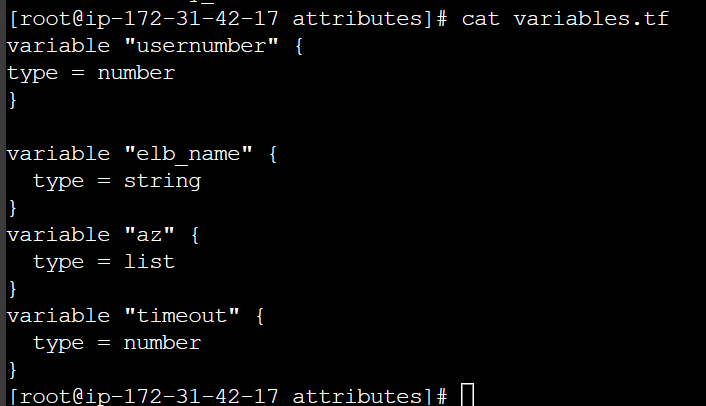 [root@ip-172-31-42-17 attributes]# cat variables.tf
variable "usernumber" {
type = number
}

variable "elb_name" {
  type = string
}
variable "az" {
  type = list
}
variable "timeout" {
  type = number
}
[root@ip-172-31-42-17 attributes]#